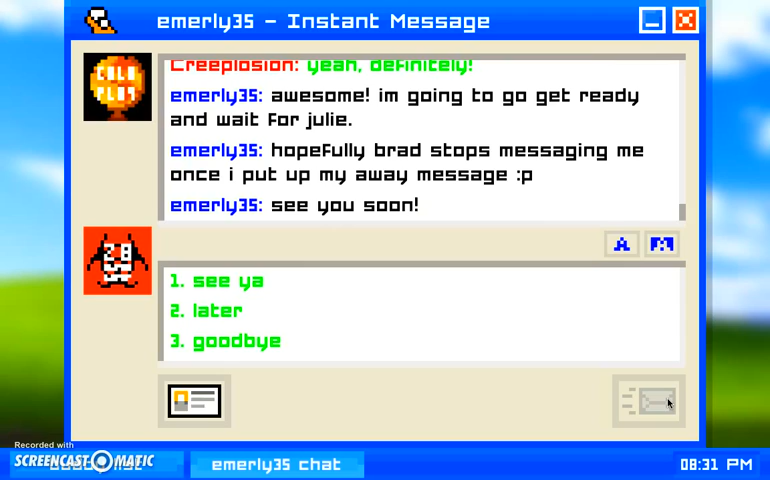 emerly35 - Instant Message
COLD
PLAY
Creeplosion: yeah, definitely!
emerly35: awesome! im going to go get ready
and wait for julie.
emerly35: hopefully brad stops messaging me
once i put up my away message :p
emerly35: see you soon!
A
1. see ya
2. later
3. goodbye
Recorded with
SCREENCAST-O-MATIC
emerly35 chat
08:31 PM